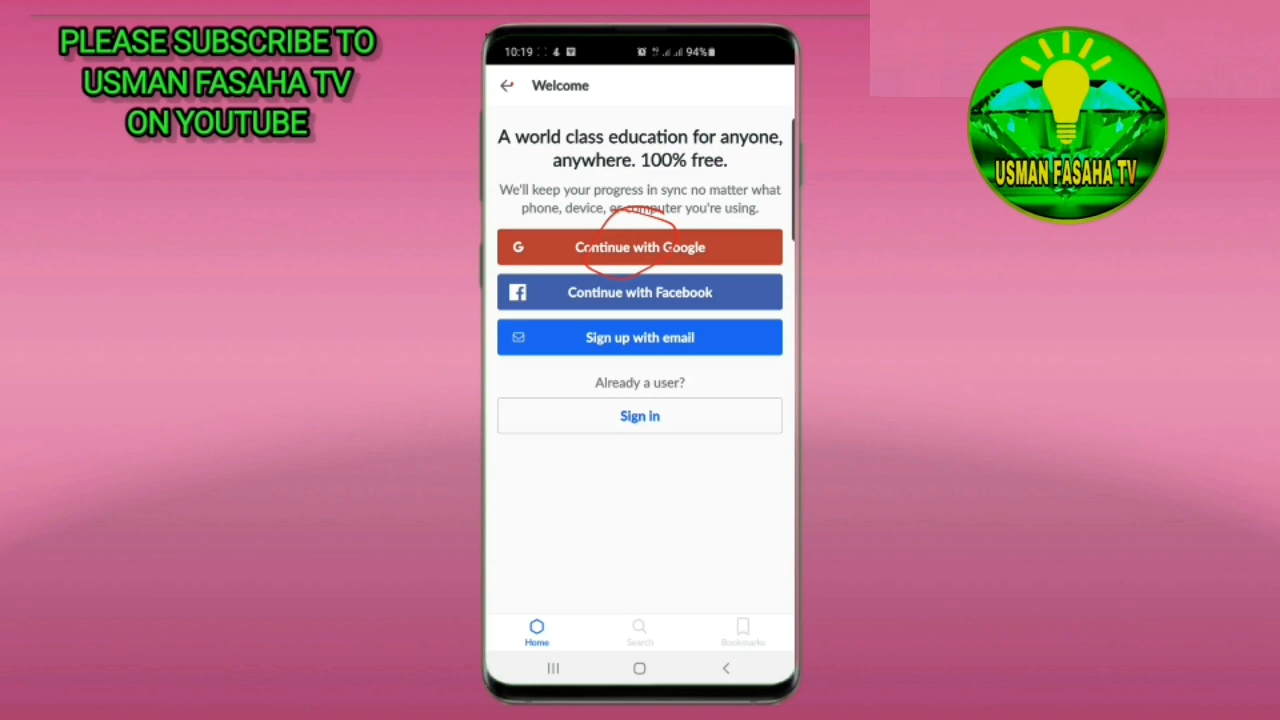 PLEASE SUBSCRIBE TO
USMAN FASAHA TV
ON YOUTUBE
USMAN FASAHA TV
10:19
94%
Welcome
A world class education for anyone,
anywhere. 100% free.
We'll keep your progress in sync no matter what
phone, device, or computer you're using.
G Continue with Google
f Continue with Facebook
Sign up with email
Already a user?
Sign in
Home
Search
Bookmarks